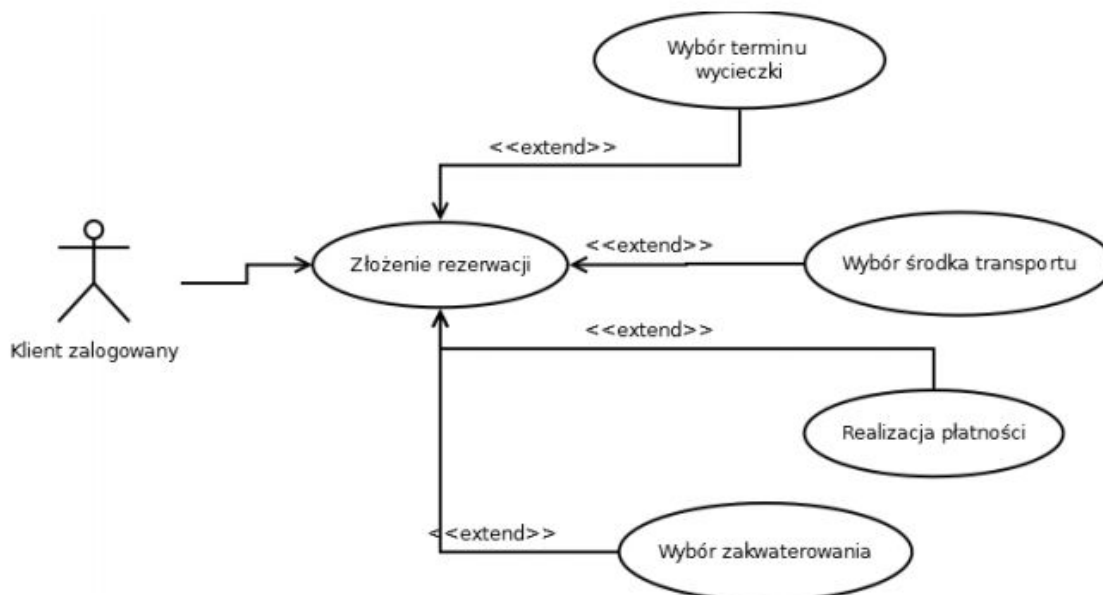 Wybór terminu
wycieczki
<<extend>>
<<extend>>
Złożenie rezerwacji
Wybór środka transportu
<<extend>>
Klient zalogowany
Realizacja płatności
<<extend>>
Wybór zakwaterowania